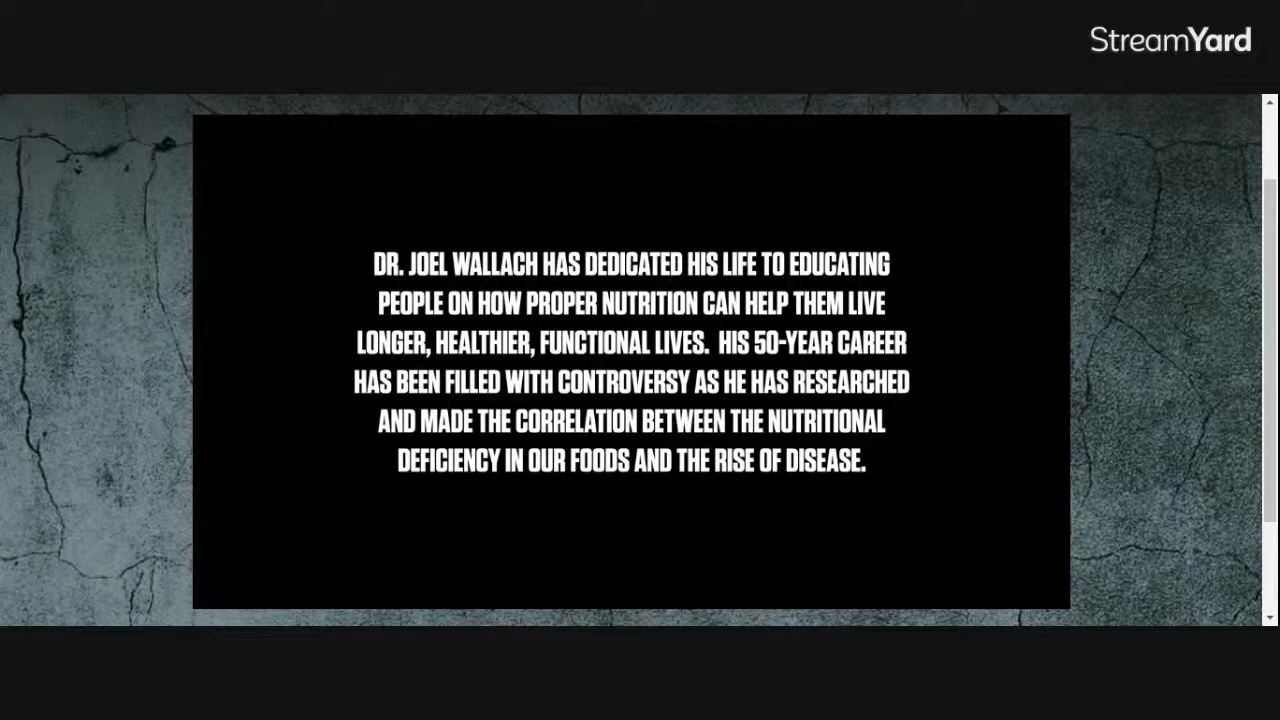 StreamYard
DR. JOEL WALLACH HAS DEDICATED HIS LIFE TO EDUCATING
PEOPLE ON HOW PROPER NUTRITION CAN HELP THEM LIVE
LONGER, HEALTHIER, FUNCTIONAL LIVES. HIS 50-YEAR CAREER
HAS BEEN FILLED WITH CONTROVERSY AS HE HAS RESEARCHED
AND MADE THE CORRELATION BETWEEN THE NUTRITIONAL
DEFICIENCY IN OUR FOODS AND THE RISE OF DISEASE.